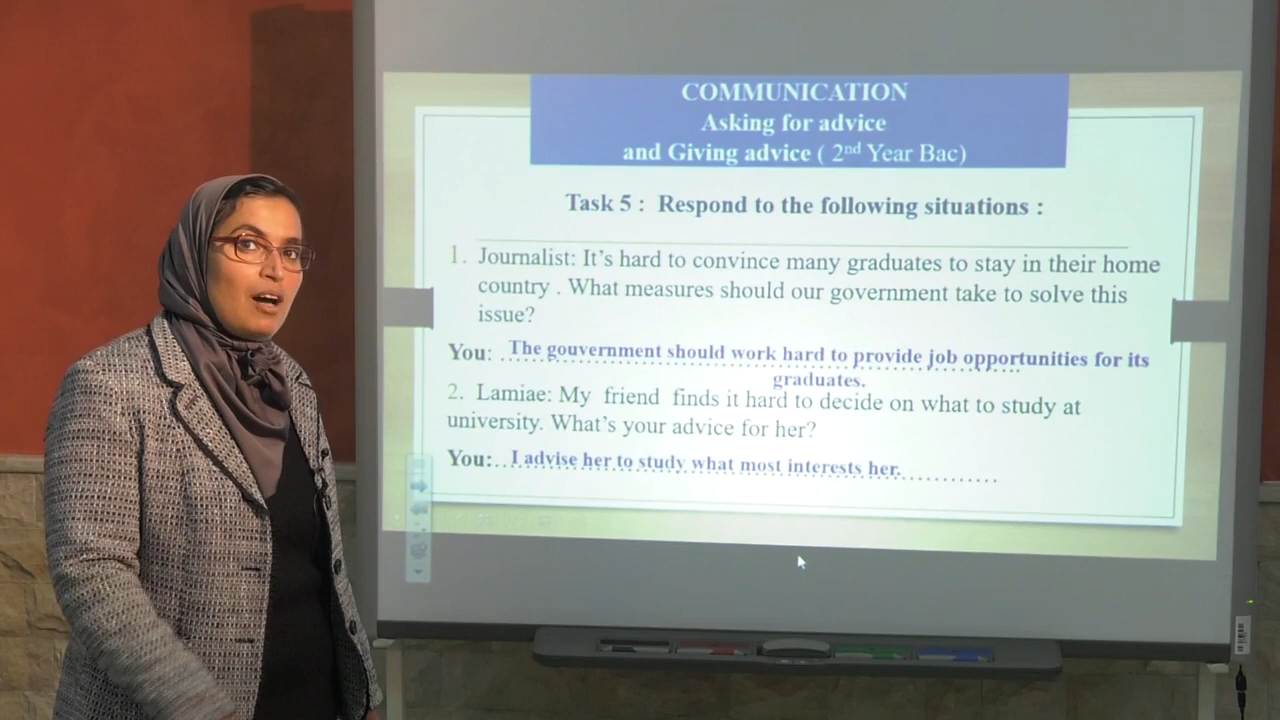 COMMUNICATION
Asking for advice
and Giving advice ( 2nd Year Bac)
Task 5 : Respond to the following situations :
1. Journalist: It's hard to convince many graduates to stay in their home
country . What measures should our government take to solve this
issue?
You: The gouvernment should work hard to provide job opportunities for its
graduates.
2. Lamiae: My friend finds it hard to decide on what to study at
university. What's your advice for her?
You:..I advise her to study what most interests her.............